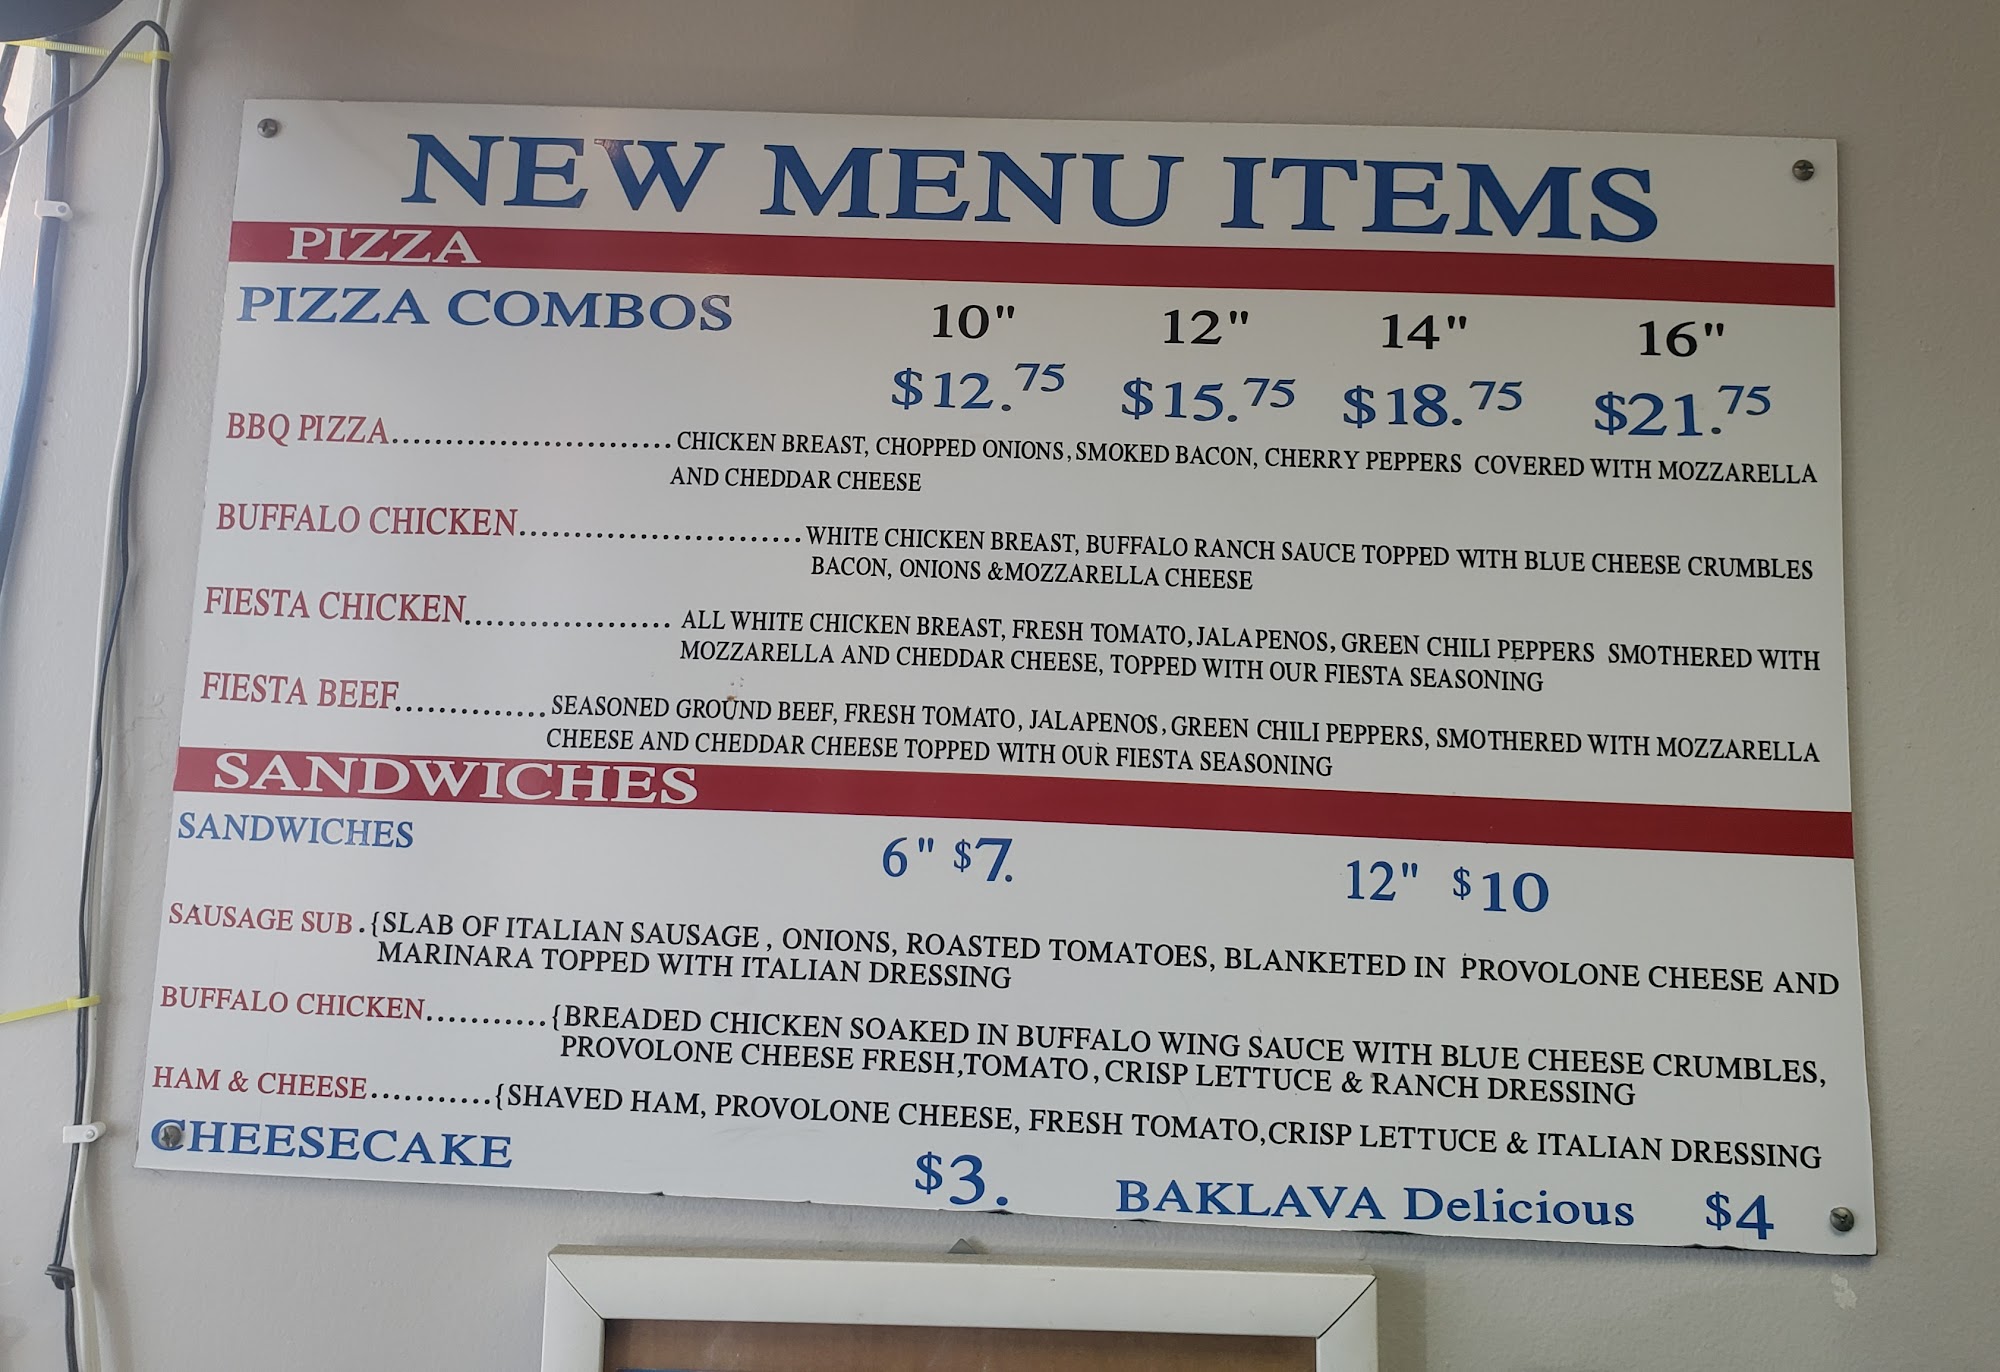 NEW MENU ITEMS
PIZZA
PIZZA COMBOS 10" 12" 14" 16"
$12.75 $15.75 $18.75 $21.75
BBQ PIZZA..........................CHICKEN BREAST, CHOPPED ONIONS, SMOKED BACON, CHERRY PEPPERS COVERED WITH MOZZARELLA
AND CHEDDAR CHEESE
BUFFALO CHICKEN..........................WHITE CHICKEN BREAST, BUFFALO RANCH SAUCE TOPPED WITH BLUE CHEESE CRUMBLES
BACON, ONIONS &MOZZARELLA CHEESE
FIESTA CHICKEN................... ALL WHITE CHICKEN BREAST, FRESH TOMATO, JALAPENOS, GREEN CHILI PEPPERS SMOTHERED WITH
MOZZARELLA AND CHEDDAR CHEESE, TOPPED WITH OUR FIESTA SEASONING
FIESTA BEEF..............SEASONED GROUND BEEF, FRESH TOMATO, JALAPENOS, GREEN CHILI PEPPERS, SMOTHERED WITH MOZZARELLA
CHEESE AND CHEDDAR CHEESE TOPPED WITH OUR FIESTA SEASONING
SANDWICHES
SANDWICHES 6" $7. 12" $10
SAUSAGE SUB .{SLAB OF ITALIAN SAUSAGE , ONIONS, ROASTED TOMATOES, BLANKETED IN PROVOLONE CHEESE AND
MARINARA TOPPED WITH ITALIAN DRESSING
BUFFALO CHICKEN...........{BREADED CHICKEN SOAKED IN BUFFALO WING SAUCE WITH BLUE CHEESE CRUMBLES,
PROVOLONE CHEESE FRESH,TOMATO, CRISP LETTUCE & RANCH DRESSING
HAM & CHEESE...........{SHAVED HAM, PROVOLONE CHEESE, FRESH TOMATO,CRISP LETTUCE & ITALIAN DRESSING
CHEESECAKE $3. BAKLAVA Delicious $4